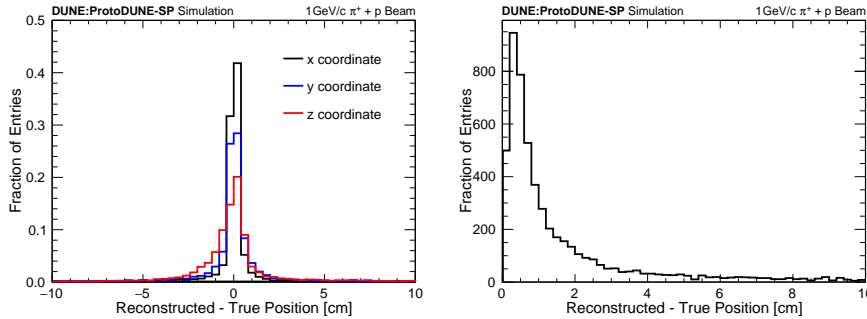 DUNE:ProtoDUNE-SP Simulation 1GeV/c π⁺ + p Beam
Fraction of Entries
0.5
0.4
0.3
0.2
0.1
0.0
x coordinate
y coordinate
z coordinate
−10 −5 0 5 10
Reconstructed - True Position [cm]
DUNE:ProtoDUNE-SP Simulation 1GeV/c π⁺ + p Beam
Fraction of Entries
800
600
400
200
0
0 2 4 6 8 10
Reconstructed - True Position [cm]